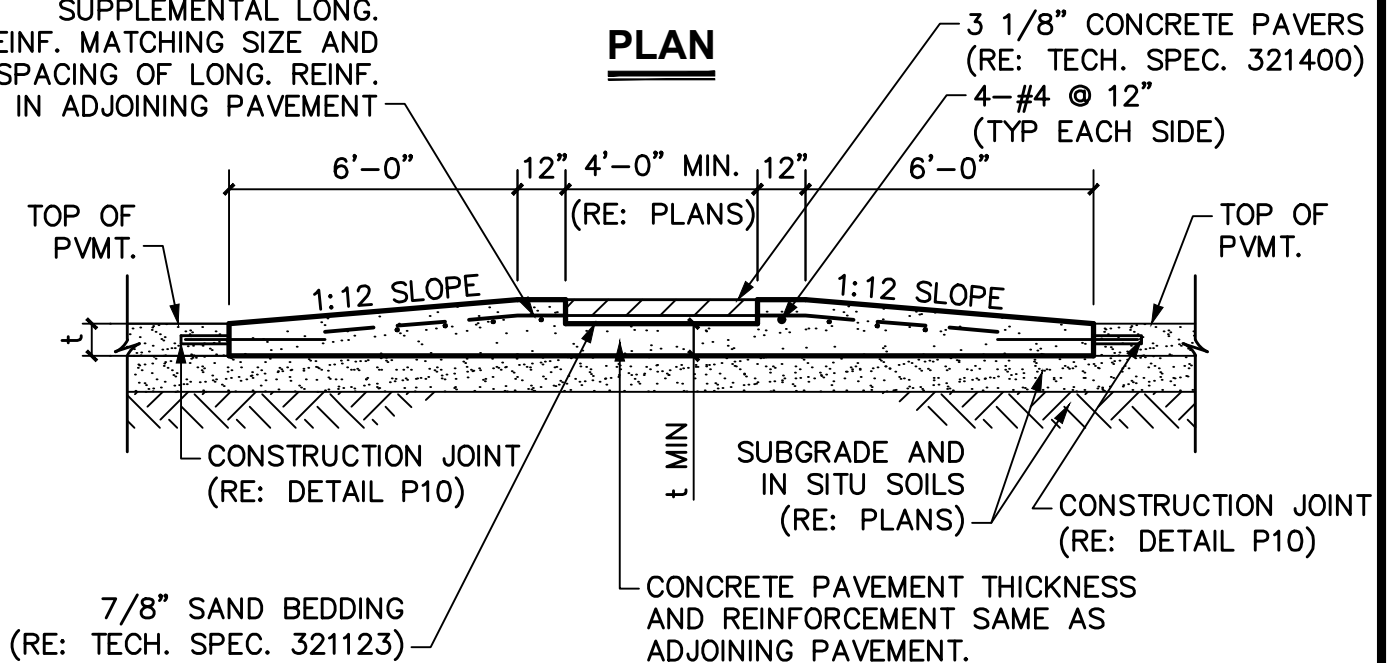 SUPPLEMENTAL LONG.
EINF. MATCHING SIZE AND
SPACING OF LONG. REINF.
IN ADJOINING PAVEMENT
PLAN
3 1/8” CONCRETE PAVERS
(RE: TECH. SPEC. 321400)
4-#4 @ 12”
(TYP EACH SIDE)
6'-0” 12” 4'-0” MIN. 12” 6'-0”
(RE: PLANS)
TOP OF
PVMT.
TOP OF
PVMT.
1:12 SLOPE
1:12 SLOPE
t
t MIN
CONSTRUCTION JOINT
(RE: DETAIL P10)
SUBGRADE AND
IN SITU SOILS
(RE: PLANS)
CONSTRUCTION JOINT
(RE: DETAIL P10)
7/8” SAND BEDDING
(RE: TECH. SPEC. 321123)
CONCRETE PAVEMENT THICKNESS
AND REINFORCEMENT SAME AS
ADJOINING PAVEMENT.